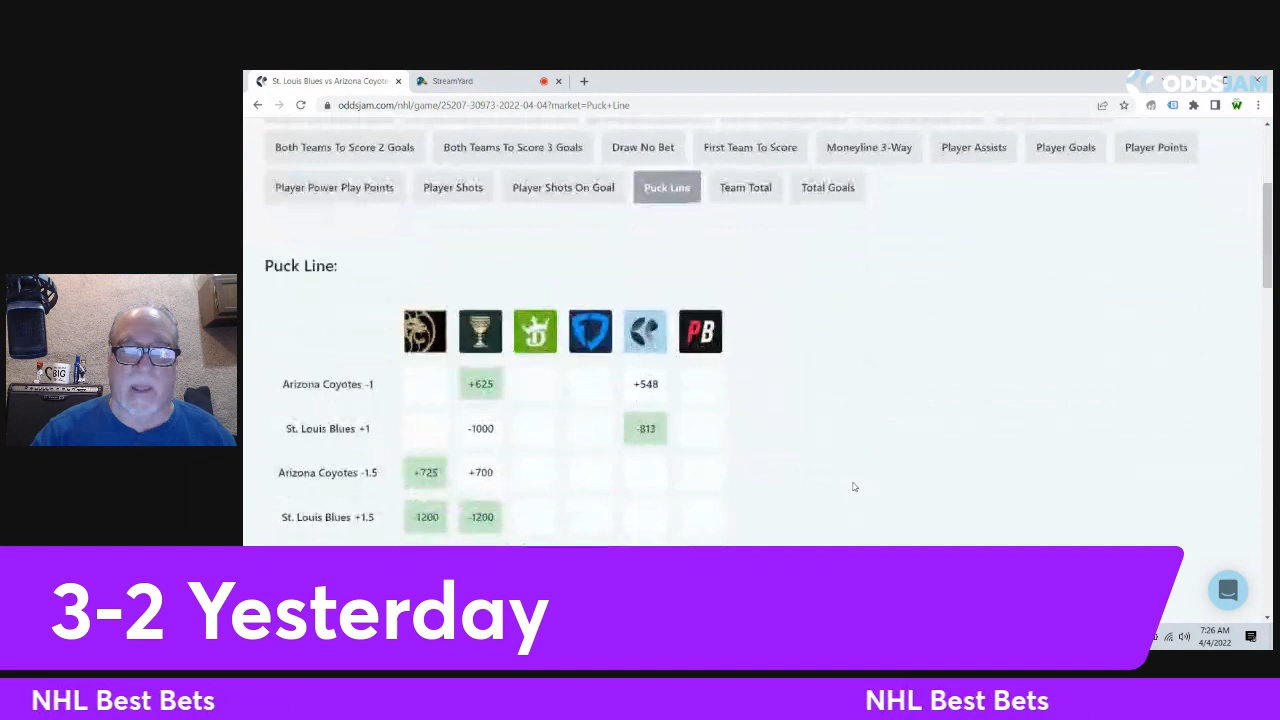 St. Louis Blues vs Arizona Coyote
StreamYard
ODDSJAM
oddsjam.com/nhl/game/25207-30973-2022-04-04?market=Puck+Line
Both Teams To Score 2 Goals
Both Teams To Score 3 Goals
Draw No Bet
First Team To Score
Moneyline 3-Way
Player Assists
Player Goals
Player Points
Player Power Play Points
Player Shots
Player Shots On Goal
Puck Line
Team Total
Total Goals
Puck Line:
PB
Arizona Coyotes -1
+625
+548
St. Louis Blues +1
-1000
-813
Arizona Coyotes -1.5
+725
+700
St. Louis Blues +1.5
-1200
-1200
BIG
3-2 Yesterday
7:26 AM
4/4/2022
NHL Best Bets
NHL Best Bets